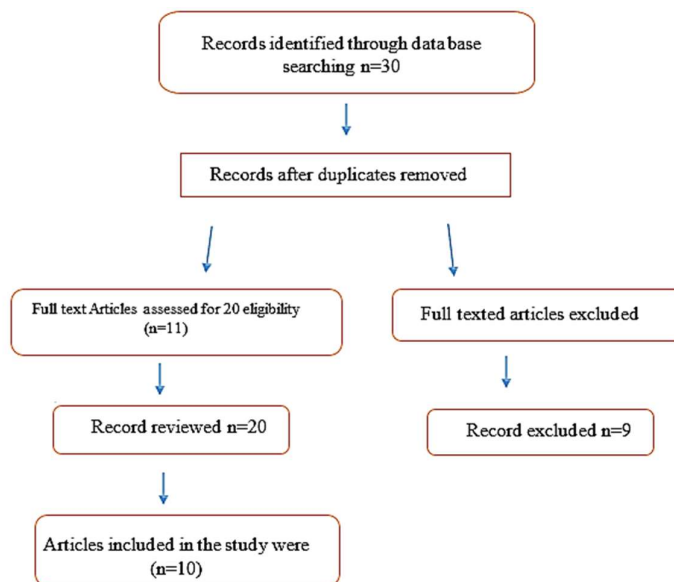 Records identified through data base
searching n=30
Records after duplicates removed
Full text Articles assessed for 20 eligibility
(n=11)
Full texted articles excluded
Record reviewed n=20
Record excluded n=9
Articles included in the study were
(n=10)